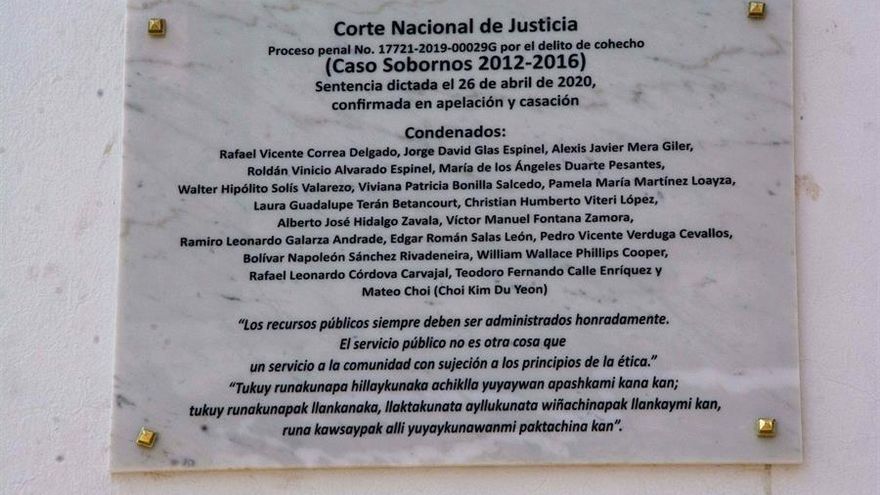 Corte Nacional de Justicia
Proceso penal No. 17721-2019-00029G por el delito de cohecho
(Caso Sobornos 2012-2016)
Sentencia dictada el 26 de abril de 2020,
confirmada en apelación y casación
Condenados:
Rafael Vicente Correa Delgado, Jorge David Glas Espinel, Alexis Javier Mera Giler,
Roldán Vinicio Alvarado Espinel, María de los Ángeles Duarte Pesantes,
Walter Hipólito Solís Valarezo, Viviana Patricia Bonilla Salcedo, Pamela María Martínez Loayza,
Laura Guadalupe Terán Betancourt, Christian Humberto Viteri López,
Alberto José Hidalgo Zavala, Víctor Manuel Fontana Zamora,
Ramiro Leonardo Galarza Andrade, Edgar Román Salas León, Pedro Vicente Verduga Cevallos,
Bolívar Napoleón Sánchez Rivadeneira, William Wallace Phillips Cooper,
Rafael Leonardo Córdova Carvajal, Teodoro Fernando Calle Enríquez y
Mateo Choi (Choi Kim Du Yeon)
“Los recursos públicos siempre deben ser administrados honradamente.
El servicio público no es otra cosa que
un servicio a la comunidad con sujeción a los principios de la ética.”
“Tukuy runakunapa hillaykunaka achiklla yuyaywan apashkami kana kan;
tukuy runakunapak llankanaka, llaktakunata ayllukunata wiñachinapak llankaymi kan,
runa kawsaypak alli yuyaykunawanmi paktachina kan”.